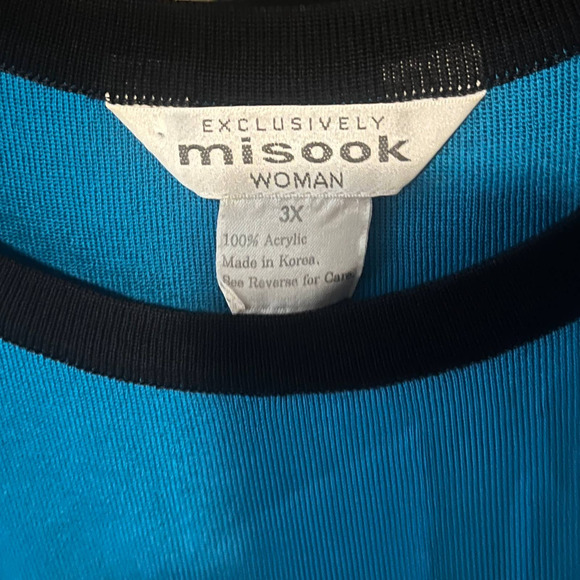 EXCLUSIVELY
misook
WOMAN
3X
100% Acrylic
Made in Korea.
See Reverse for Care